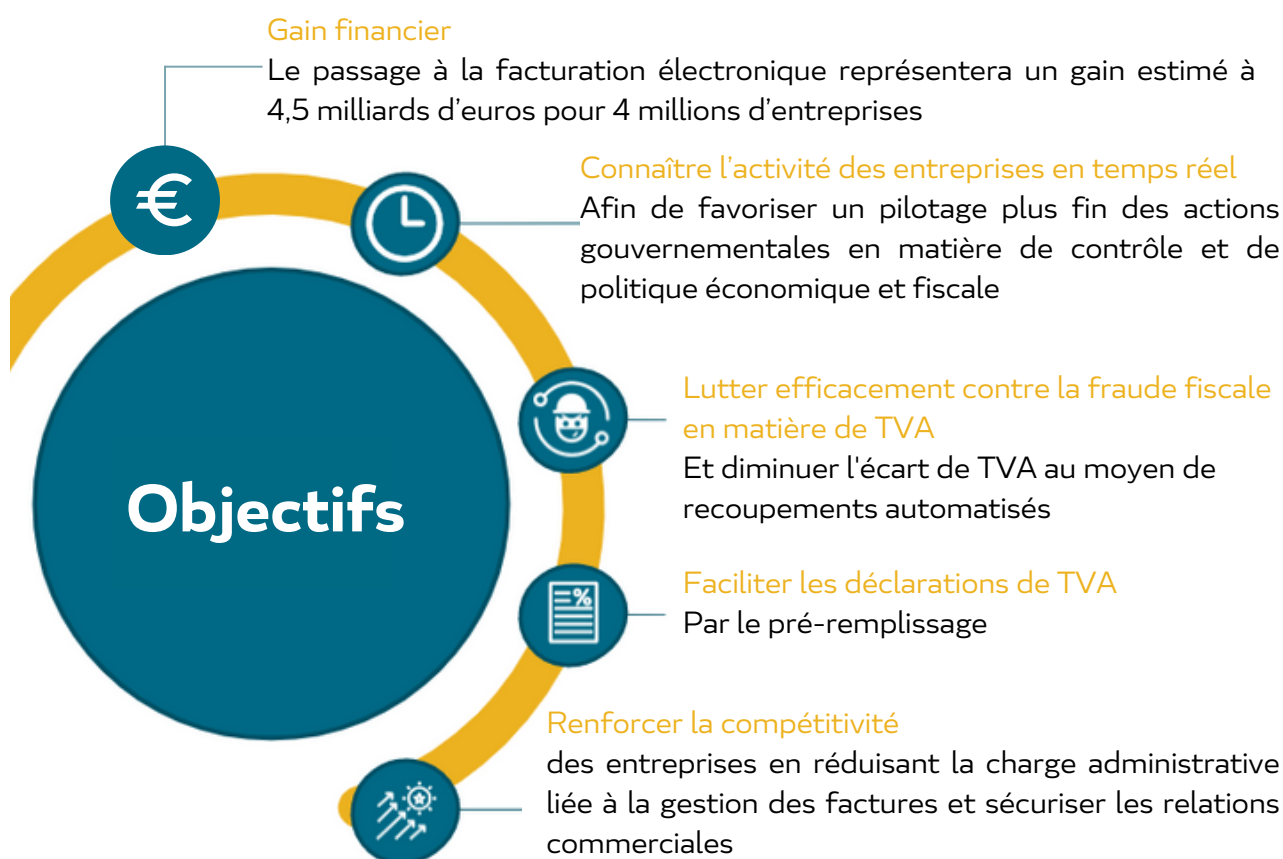 Gain financier
Le passage à la facturation électronique représentera un gain estimé à
4,5 milliards d’euros pour 4 millions d’entreprises
€
Connaître l’activité des entreprises en temps réel
Afin de favoriser un pilotage plus fin des actions
gouvernementales en matière de contrôle et de
politique économique et fiscale
Lutter efficacement contre la fraude fiscale
en matière de TVA
Et diminuer l'écart de TVA au moyen de
recoupements automatisés
Objectifs
%
Faciliter les déclarations de TVA
Par le pré-remplissage
Renforcer la compétitivité
des entreprises en réduisant la charge administrative
liée à la gestion des factures et sécuriser les relations
commerciales